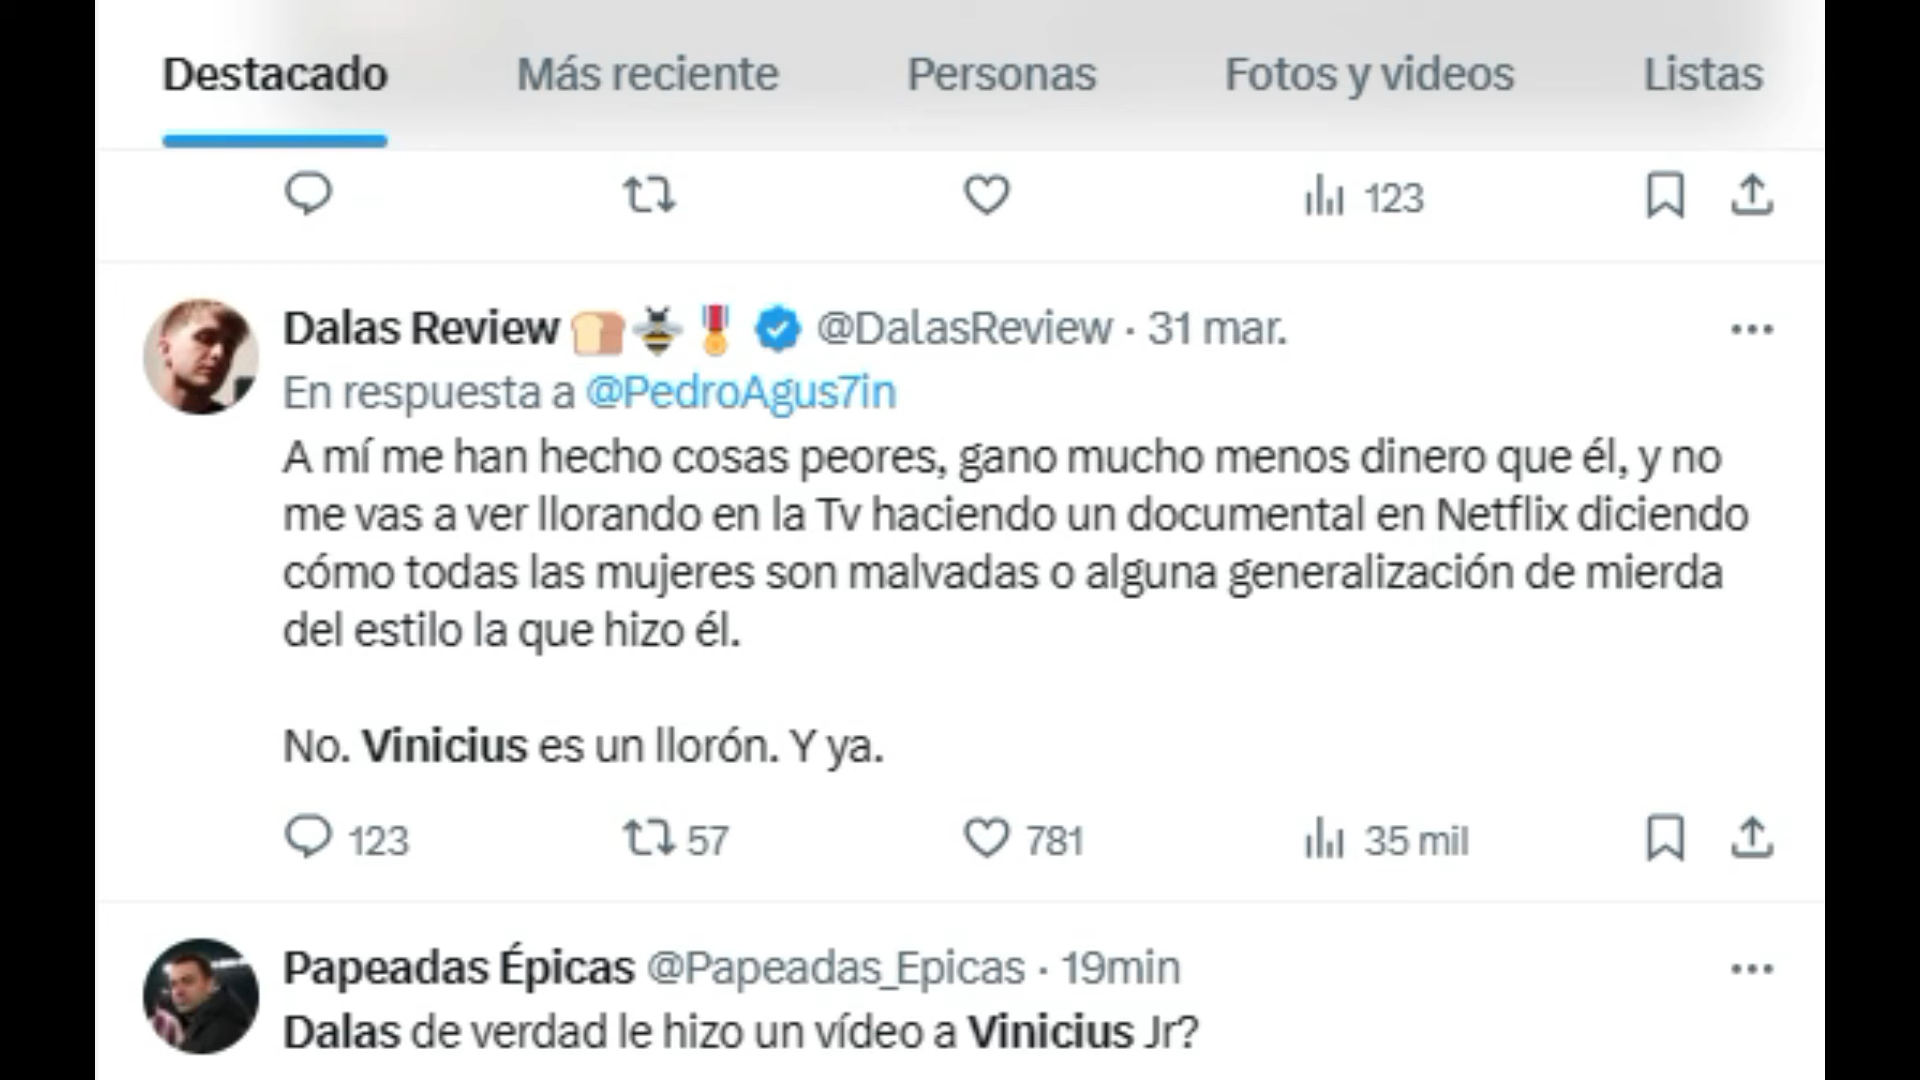 Destacado Más reciente Personas Fotos y videos Listas
123
Dalas Review @DalasReview · 31 mar.
En respuesta a @PedroAgus7in
A mí me han hecho cosas peores, gano mucho menos dinero que él, y no
me vas a ver llorando en la Tv haciendo un documental en Netflix diciendo
cómo todas las mujeres son malvadas o alguna generalización de mierda
del estilo la que hizo él.
No. Vinicius es un llorón. Y ya.
123 57 781 35 mil
Papeadas Épicas @Papeadas_Epicas · 19min
Dalas de verdad le hizo un vídeo a Vinicius Jr?